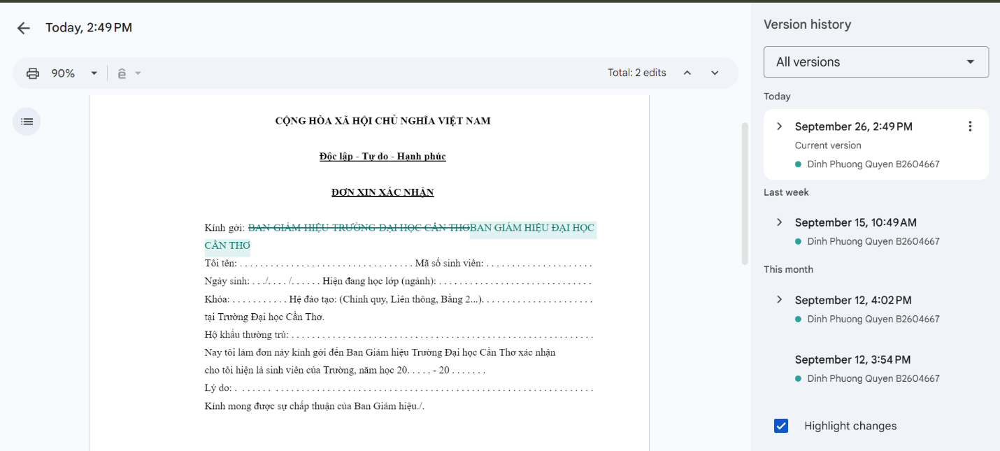 Today, 2:49 PM
90%
ê
Total: 2 edits
CỘNG HÒA XÃ HỘI CHỦ NGHĨA VIỆT NAM
Độc lập - Tự do - Hạnh phúc
ĐƠN XIN XÁC NHẬN
Kính gởi: BAN GIÁM HIỆU TRƯỜNG ĐẠI HỌC CẦN THƠBAN GIÁM HIỆU ĐẠI HỌC
CẦN THƠ
Tôi tên: . . . . . . . . . . . . . . . . . . . . . . . . . . . . . . . . . . Mã số sinh viên: . . . . . . . . . . . . . . . . . . . . .
Ngày sinh: . . ./. . . . /. . . . . . Hiện đang học lớp (ngành): . . . . . . . . . . . . . . . . . . . . . . . . . . . . . .
Khóa: . . . . . . . . . . . Hệ đào tạo: (Chính quy, Liên thông, Bằng 2...). . . . . . . . . . . . . . . . . . . . . .
tại Trường Đại học Cần Thơ.
Hộ khẩu thường trú: . . . . . . . . . . . . . . . . . . . . . . . . . . . . . . . . . . . . . . . . . . . . . . . . . . . . . . . . . . .
Nay tôi làm đơn này kính gởi đến Ban Giám hiệu Trường Đại học Cần Thơ xác nhận
cho tôi hiện là sinh viên của Trường, năm học 20. . . . . - 20 . . . . . . .
Lý do: . . . . . . . . . . . . . . . . . . . . . . . . . . . . . . . . . . . . . . . . . . . . . . . . . . . . . . . . . . . . . . . . . . . . . .
Kính mong được sự chấp thuận của Ban Giám hiệu./.
Version history
All versions
Today
September 26, 2:49 PM
Current version
Dinh Phuong Quyen B2604667
Last week
September 15, 10:49 AM
Dinh Phuong Quyen B2604667
This month
September 12, 4:02 PM
Dinh Phuong Quyen B2604667
September 12, 3:54 PM
Dinh Phuong Quyen B2604667
Highlight changes